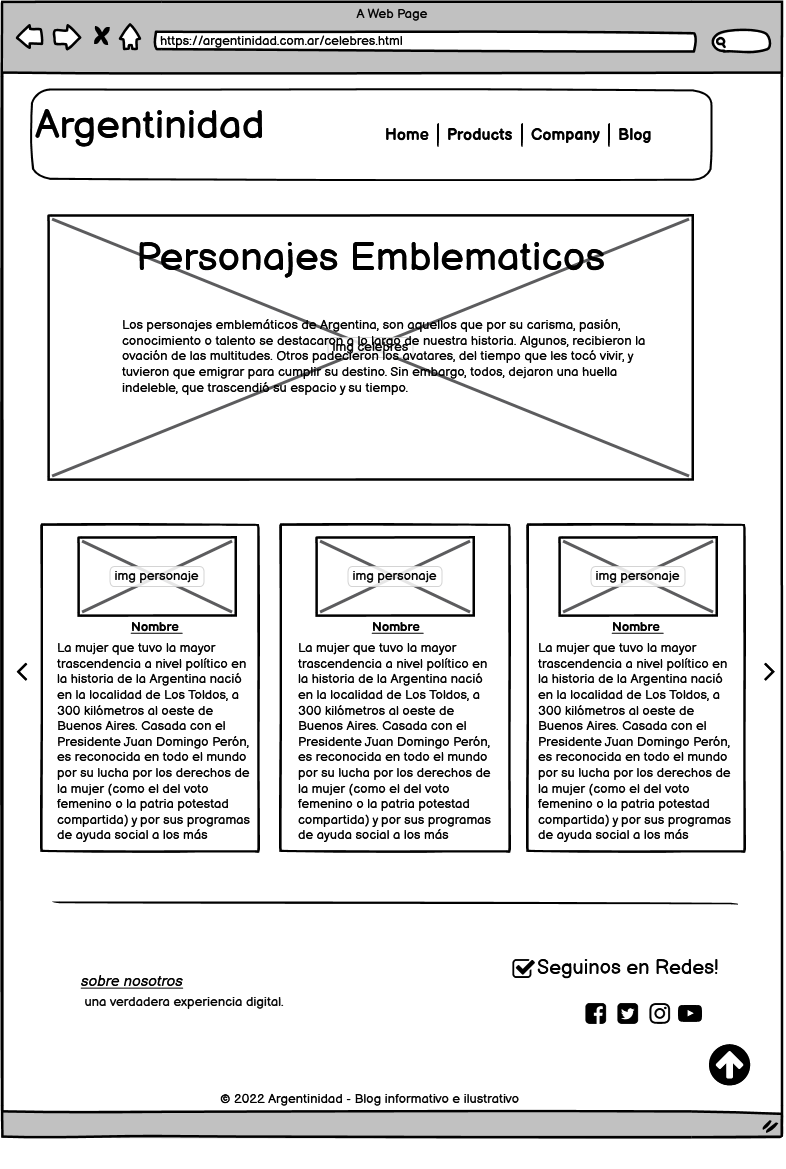 A Web Page
https://argentinidad.com.ar/celebres.html
Argentinidad
Home | Products | Company | Blog
Personajes Emblematicos
Los personajes emblemáticos de Argentina, son aquellos que por su carisma, pasión,
conocimiento o talento se destacaron a lo largo de nuestra historia. Algunos, recibieron la
img celebres
ovación de las multitudes. Otros padecieron los avatares, del tiempo que les tocó vivir, y
tuvieron que emigrar para cumplir su destino. Sin embargo, todos, dejaron una huella
indeleble, que trascendió su espacio y su tiempo.
img personaje
Nombre
La mujer que tuvo la mayor
trascendencia a nivel político en
la historia de la Argentina nació
en la localidad de Los Toldos, a
300 kilómetros al oeste de
Buenos Aires. Casada con el
Presidente Juan Domingo Perón,
es reconocida en todo el mundo
por su lucha por los derechos de
la mujer (como el del voto
femenino o la patria potestad
compartida) y por sus programas
de ayuda social a los más
img personaje
Nombre
La mujer que tuvo la mayor
trascendencia a nivel político en
la historia de la Argentina nació
en la localidad de Los Toldos, a
300 kilómetros al oeste de
Buenos Aires. Casada con el
Presidente Juan Domingo Perón,
es reconocida en todo el mundo
por su lucha por los derechos de
la mujer (como el del voto
femenino o la patria potestad
compartida) y por sus programas
de ayuda social a los más
img personaje
Nombre
La mujer que tuvo la mayor
trascendencia a nivel político en
la historia de la Argentina nació
en la localidad de Los Toldos, a
300 kilómetros al oeste de
Buenos Aires. Casada con el
Presidente Juan Domingo Perón,
es reconocida en todo el mundo
por su lucha por los derechos de
la mujer (como el del voto
femenino o la patria potestad
compartida) y por sus programas
de ayuda social a los más
sobre nosotros
una verdadera experiencia digital.
Seguinos en Redes!
© 2022 Argentinidad - Blog informativo e ilustrativo